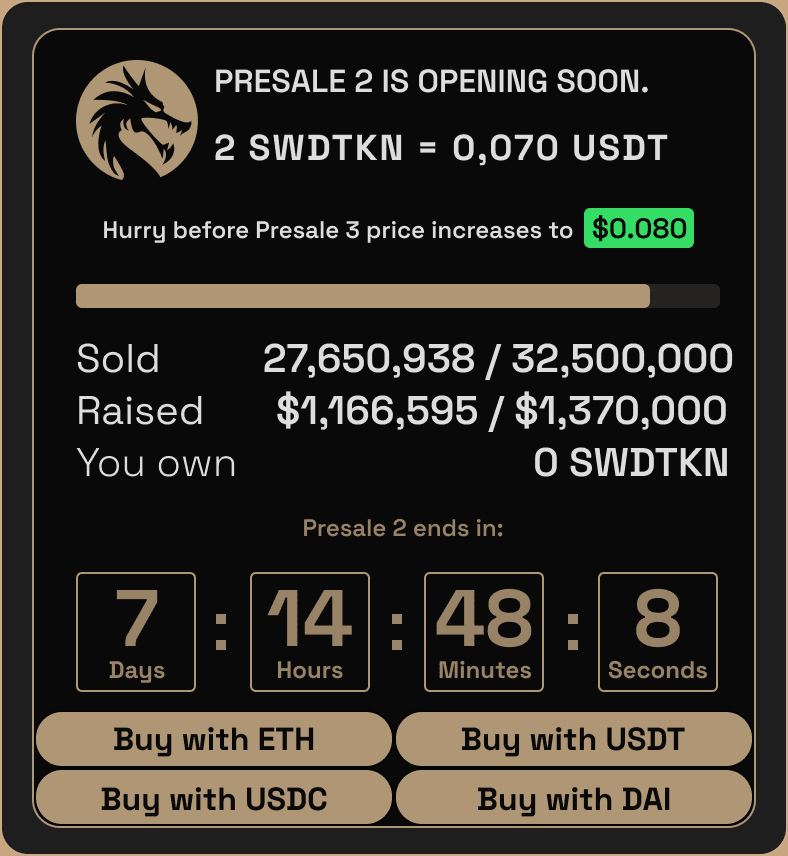 PRESALE 2 IS OPENING SOON.
2 SWDTKN = 0,070 USDT
Hurry before Presale 3 price increases to $0.080
Sold 27,650,938 / 32,500,000
Raised $1,166,595 / $1,370,000
You own 0 SWDTKN
Presale 2 ends in:
7 : 14 : 48 : 8
Days Hours Minutes Seconds
Buy with ETH Buy with USDT
Buy with USDC Buy with DAI